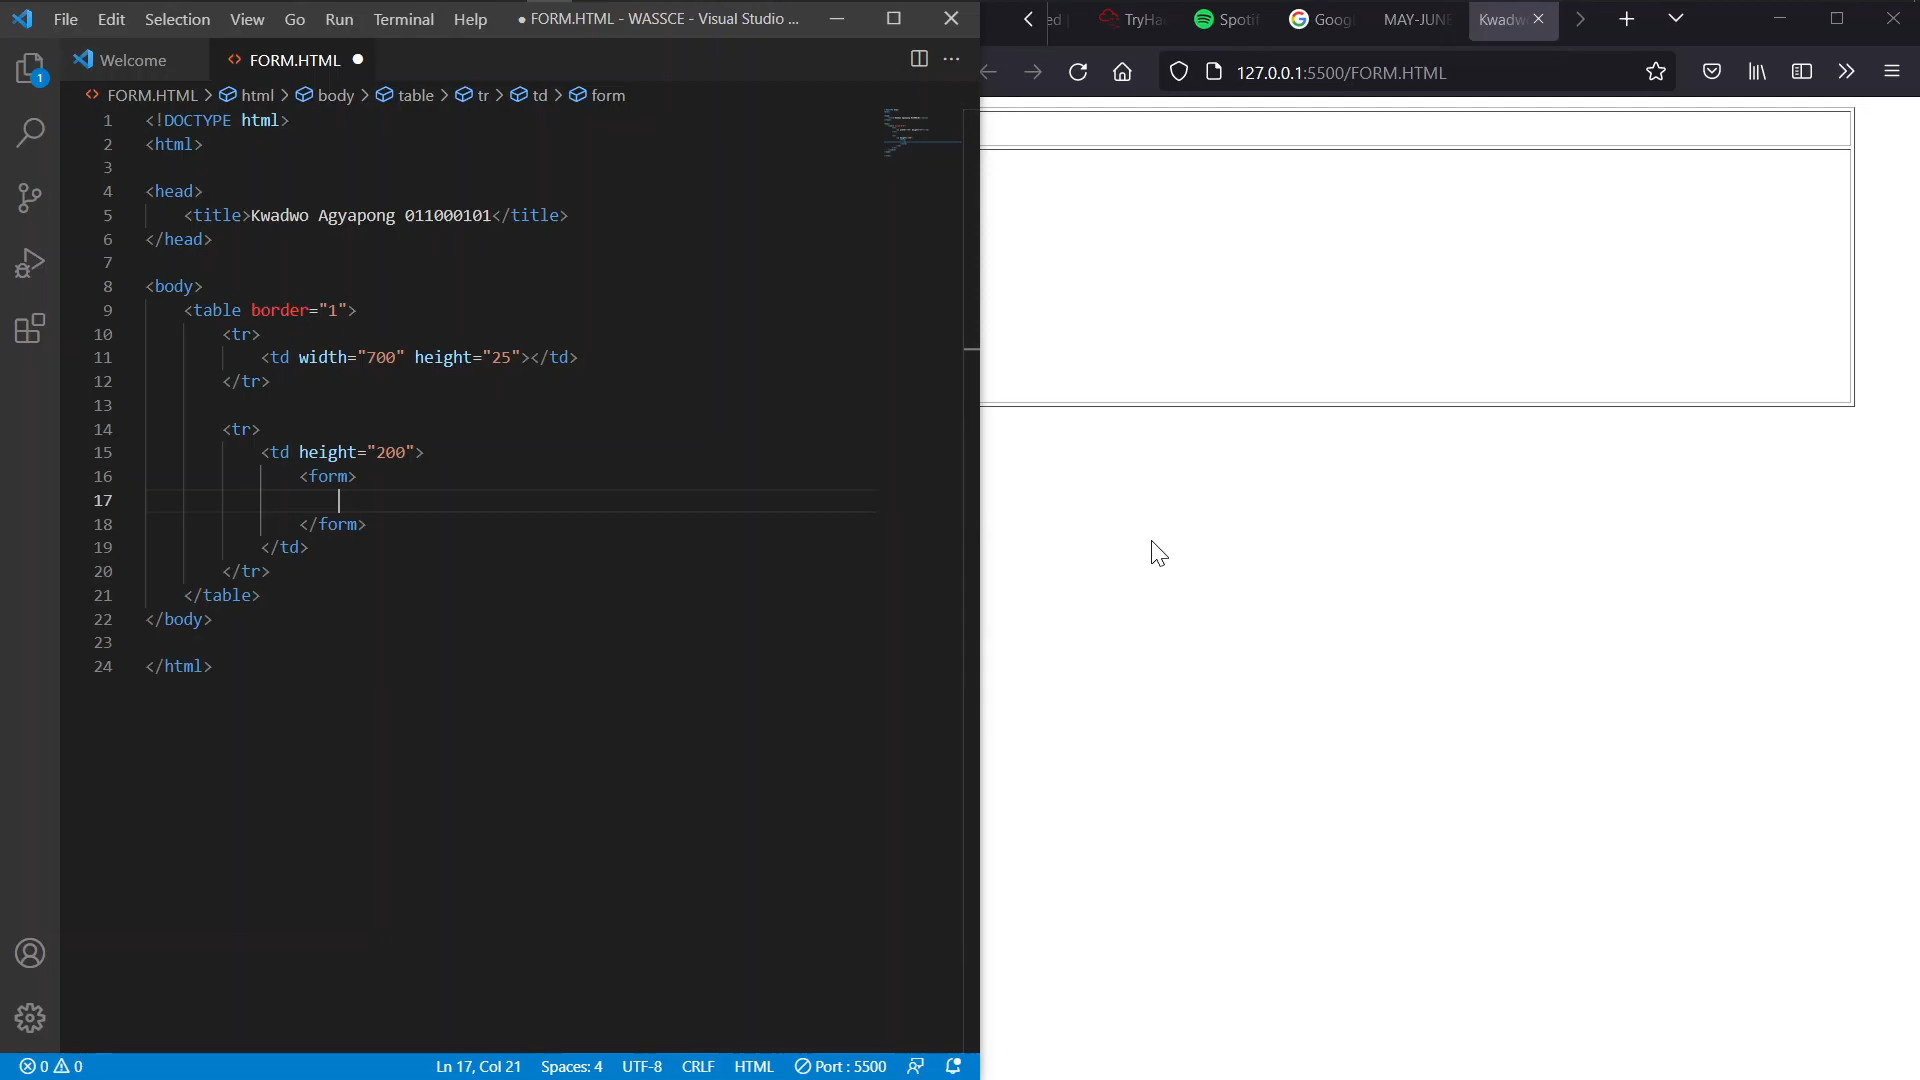 File Edit Selection View Go Run Terminal Help ● FORM.HTML - WASSCE - Visual Studio ...
Welcome FORM.HTML
FORM.HTML > html > body > table > tr > td > form
1 <!DOCTYPE html>
2 <html>
3
4 <head>
5 <title>Kwadwo Agyapong 011000101</title>
6 </head>
7
8 <body>
9 <table border="1">
10 <tr>
11 <td width="700" height="25"></td>
12 </tr>
13
14 <tr>
15 <td height="200">
16 <form>
17
18 </form>
19 </td>
20 </tr>
21 </table>
22 </body>
23
24 </html>
1
0 0 Ln 17, Col 21 Spaces: 4 UTF-8 CRLF HTML Port : 5500
ed TryHa Spotif Goog MAY-JUN Kwadw
127.0.0.1:5500/FORM.HTML